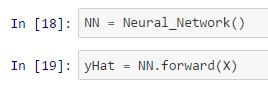 In [18]: NN = Neural_Network()
In [19]: yHat = NN.forward(X)